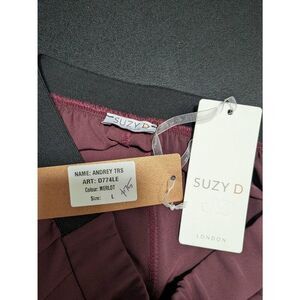 SUZY D
NAME: ANDREY TRS
ART: D774LE
Colour: MERLOT
Size: L
SUZY D
LONDON